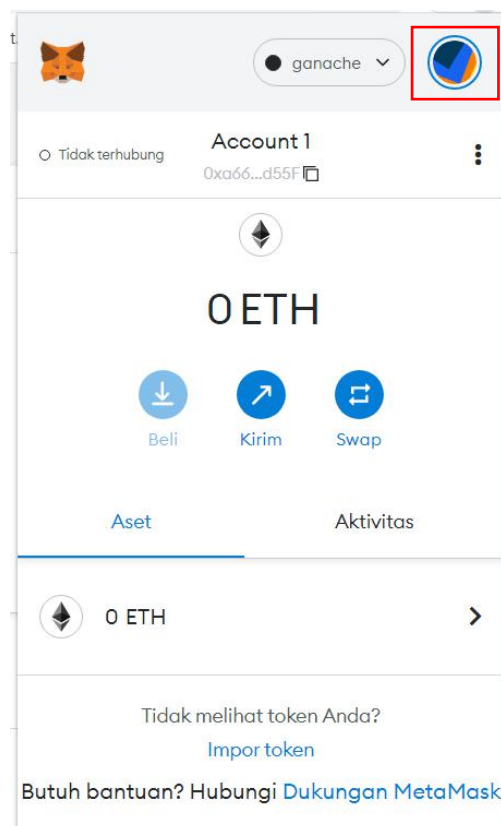 t.
ganache
Tidak terhubung
Account 1
0xa66...d55F
0 ETH
Beli
Kirim
Swap
Aset
Aktivitas
0 ETH
Tidak melihat token Anda?
Impor token
Butuh bantuan? Hubungi Dukungan MetaMask